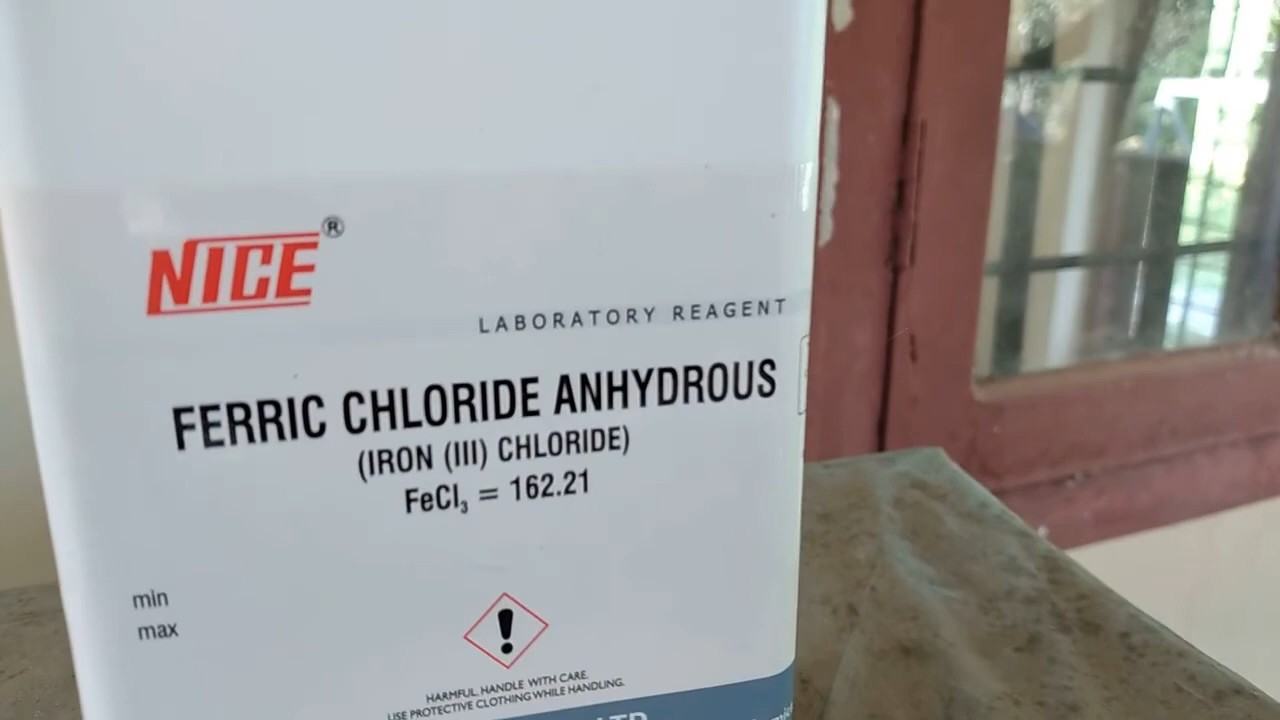 NICE®
LABORATORY REAGENT
FERRIC CHLORIDE ANHYDROUS
(IRON (III) CHLORIDE)
FeCl₃ = 162.21
min
max
HARMFUL. HANDLE WITH CARE.
USE PROTECTIVE CLOTHING WHILE HANDLING.
LTD